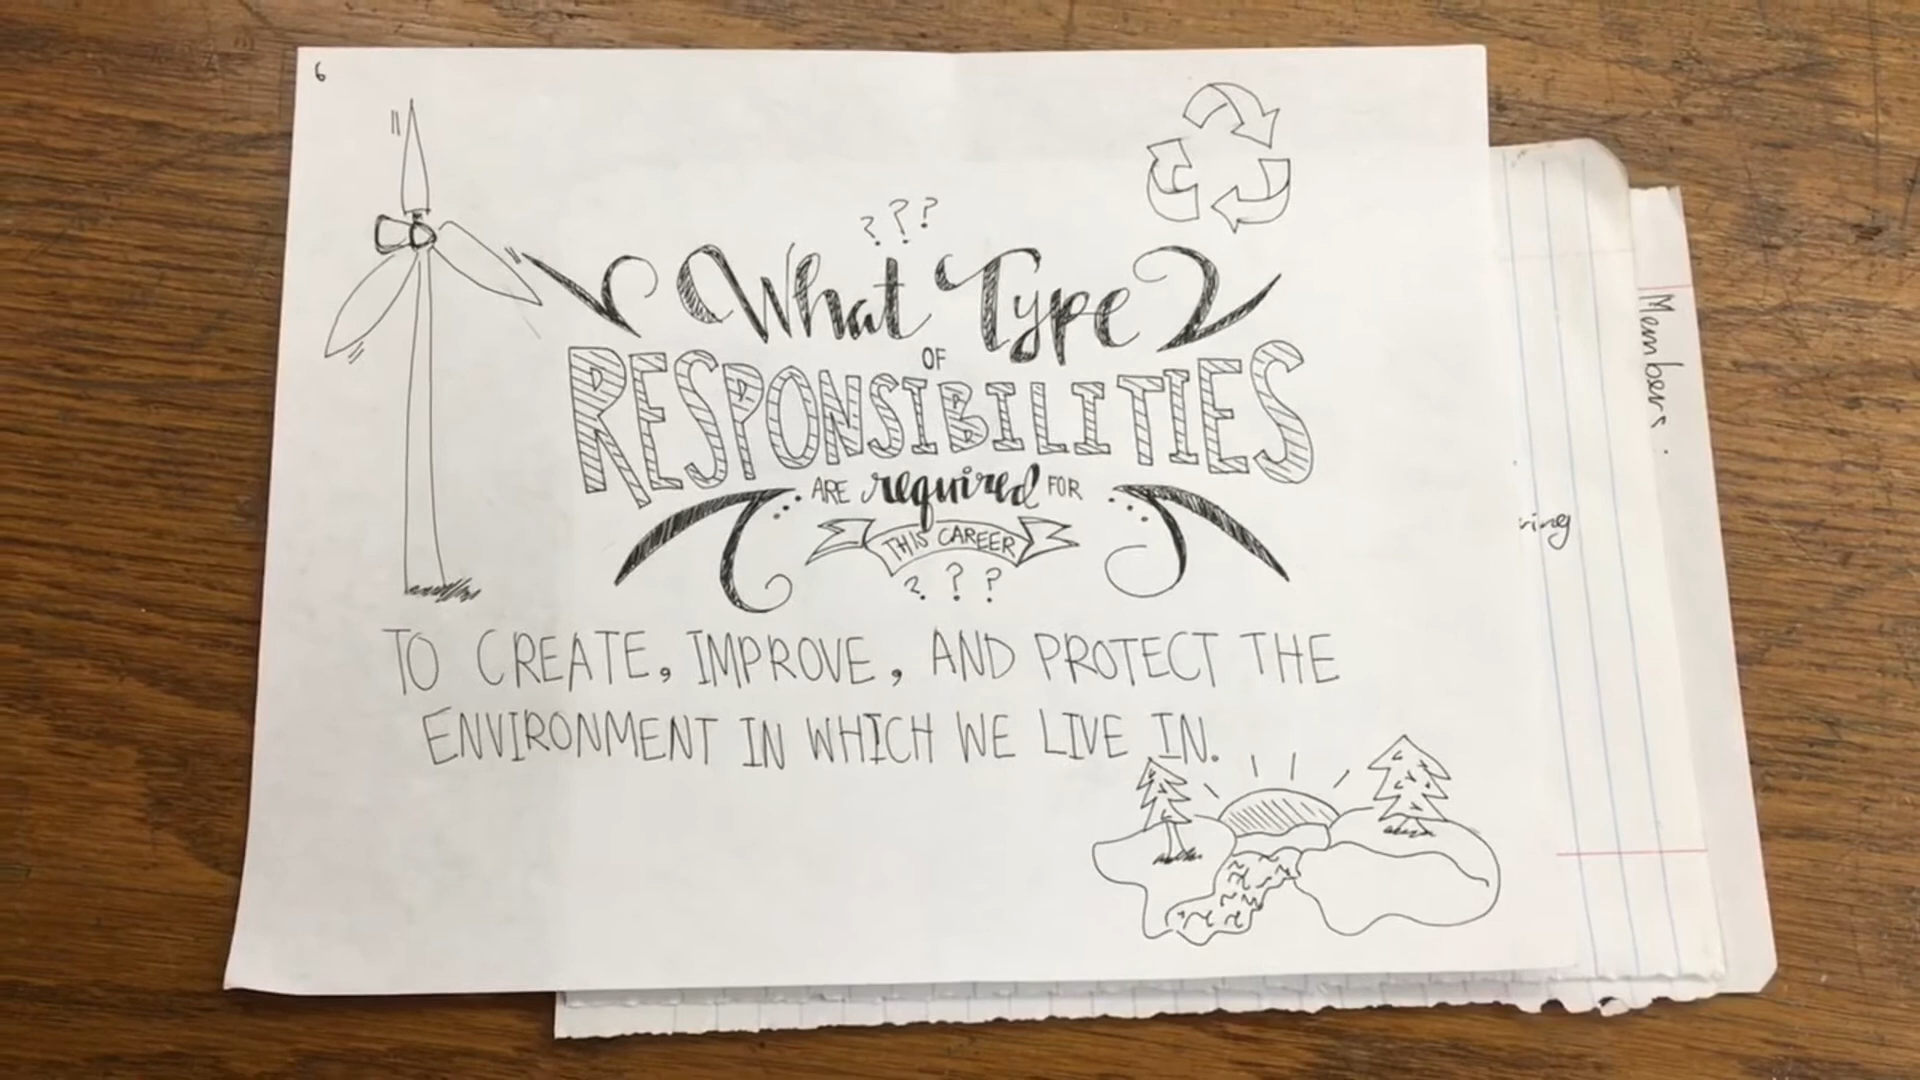 6
? ? ?
What Type
OF
RESPONSIBILITIES
ARE required FOR
THIS CAREER
? ? ?
TO CREATE, IMPROVE, AND PROTECT THE
ENVIRONMENT IN WHICH WE LIVE IN.
Members.